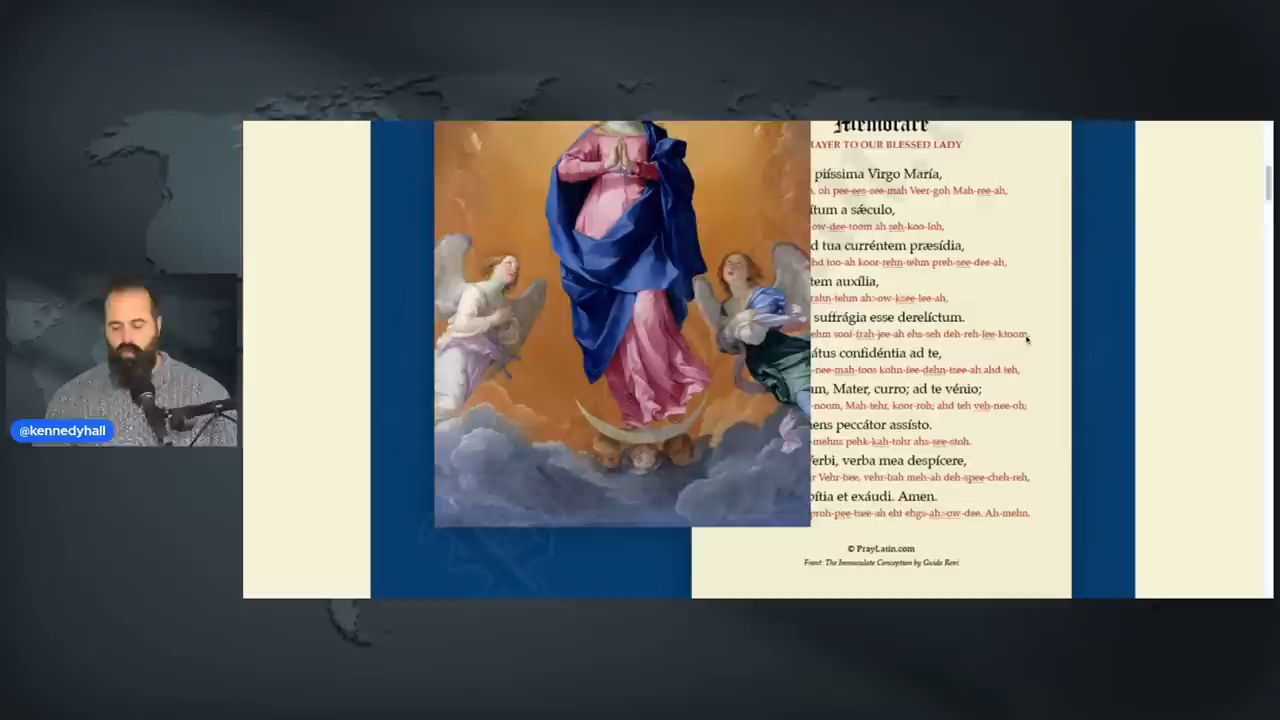 Memorare
RAYER TO OUR BLESSED LADY
piíssima Virgo María,
, oh pee-ees-see-mah Veer-goh Mah-ree-ah,
ítum a sǽculo,
ow-dee-toom ah seh-koo-loh,
d tua curréntem præsídia,
hd too-ah koor-rehn-tehm preh-see-dee-ah,
tem auxília,
rahn-tehm ah:>ow-ksee-lee-ah,
suffrágia esse derelíctum.
ehm soof-frah-jee-ah ehs-seh deh-reh-lee-ktoom.
átus confidéntia ad te,
-nee-mah-toos kohn-fee-dehn-tsee-ah ahd teh,
um, Mater, curro; ad te vénio;
-noom, Mah-tehr, koor-roh; ahd teh veh-nee-oh;
ens peccátor assísto.
-mehns pehk-kah-tohr ahs-see-stoh.
erbi, verba mea despícere,
r Vehr-bee, vehr-bah meh-ah deh-spee-cheh-reh,
pítia et exáudi. Amen.
proh-pee-tsee-ah eht ehgs-ah:>ow-dee. Ah-mehn.
@kennedyhall
© PrayLatin.com
Front: The Immaculate Conception by Guido Reni